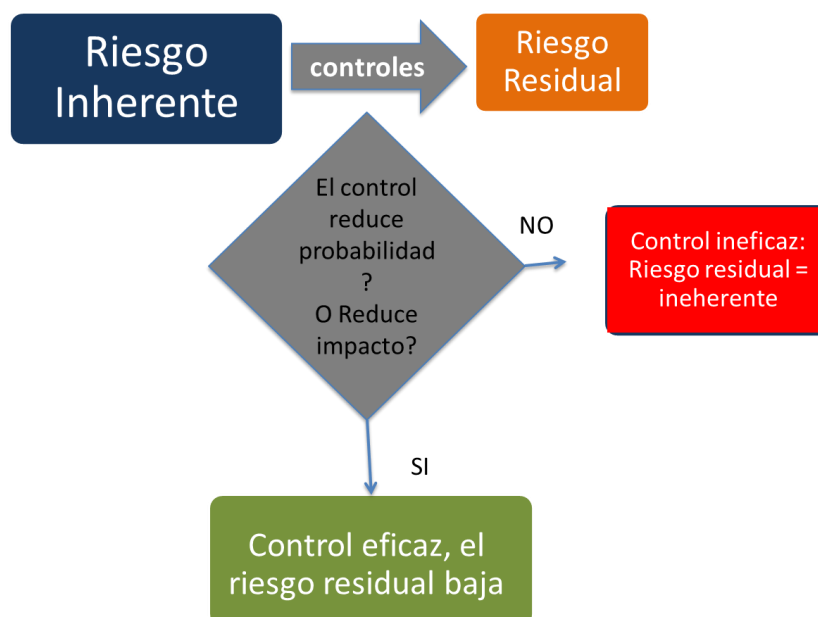 Riesgo
Inherente
controles
Riesgo
Residual
El control
reduce
probabilidad
?
O Reduce
impacto?
NO
Control ineficaz:
Riesgo residual =
ineherente
SI
Control eficaz, el
riesgo residual baja